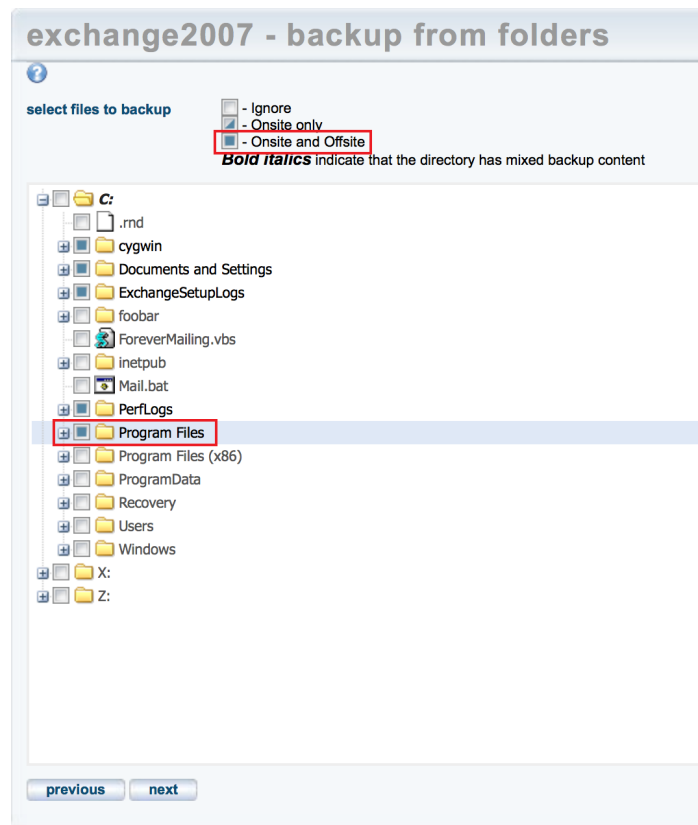 exchange2007 - backup from folders
select files to backup
- Ignore
- Onsite only
- Onsite and Offsite
Bold italics indicate that the directory has mixed backup content
C:
.rnd
cygwin
Documents and Settings
ExchangeSetupLogs
foobar
ForeverMailing.vbs
inetpub
Mail.bat
PerfLogs
Program Files
Program Files (x86)
ProgramData
Recovery
Users
Windows
X:
Z:
previous next